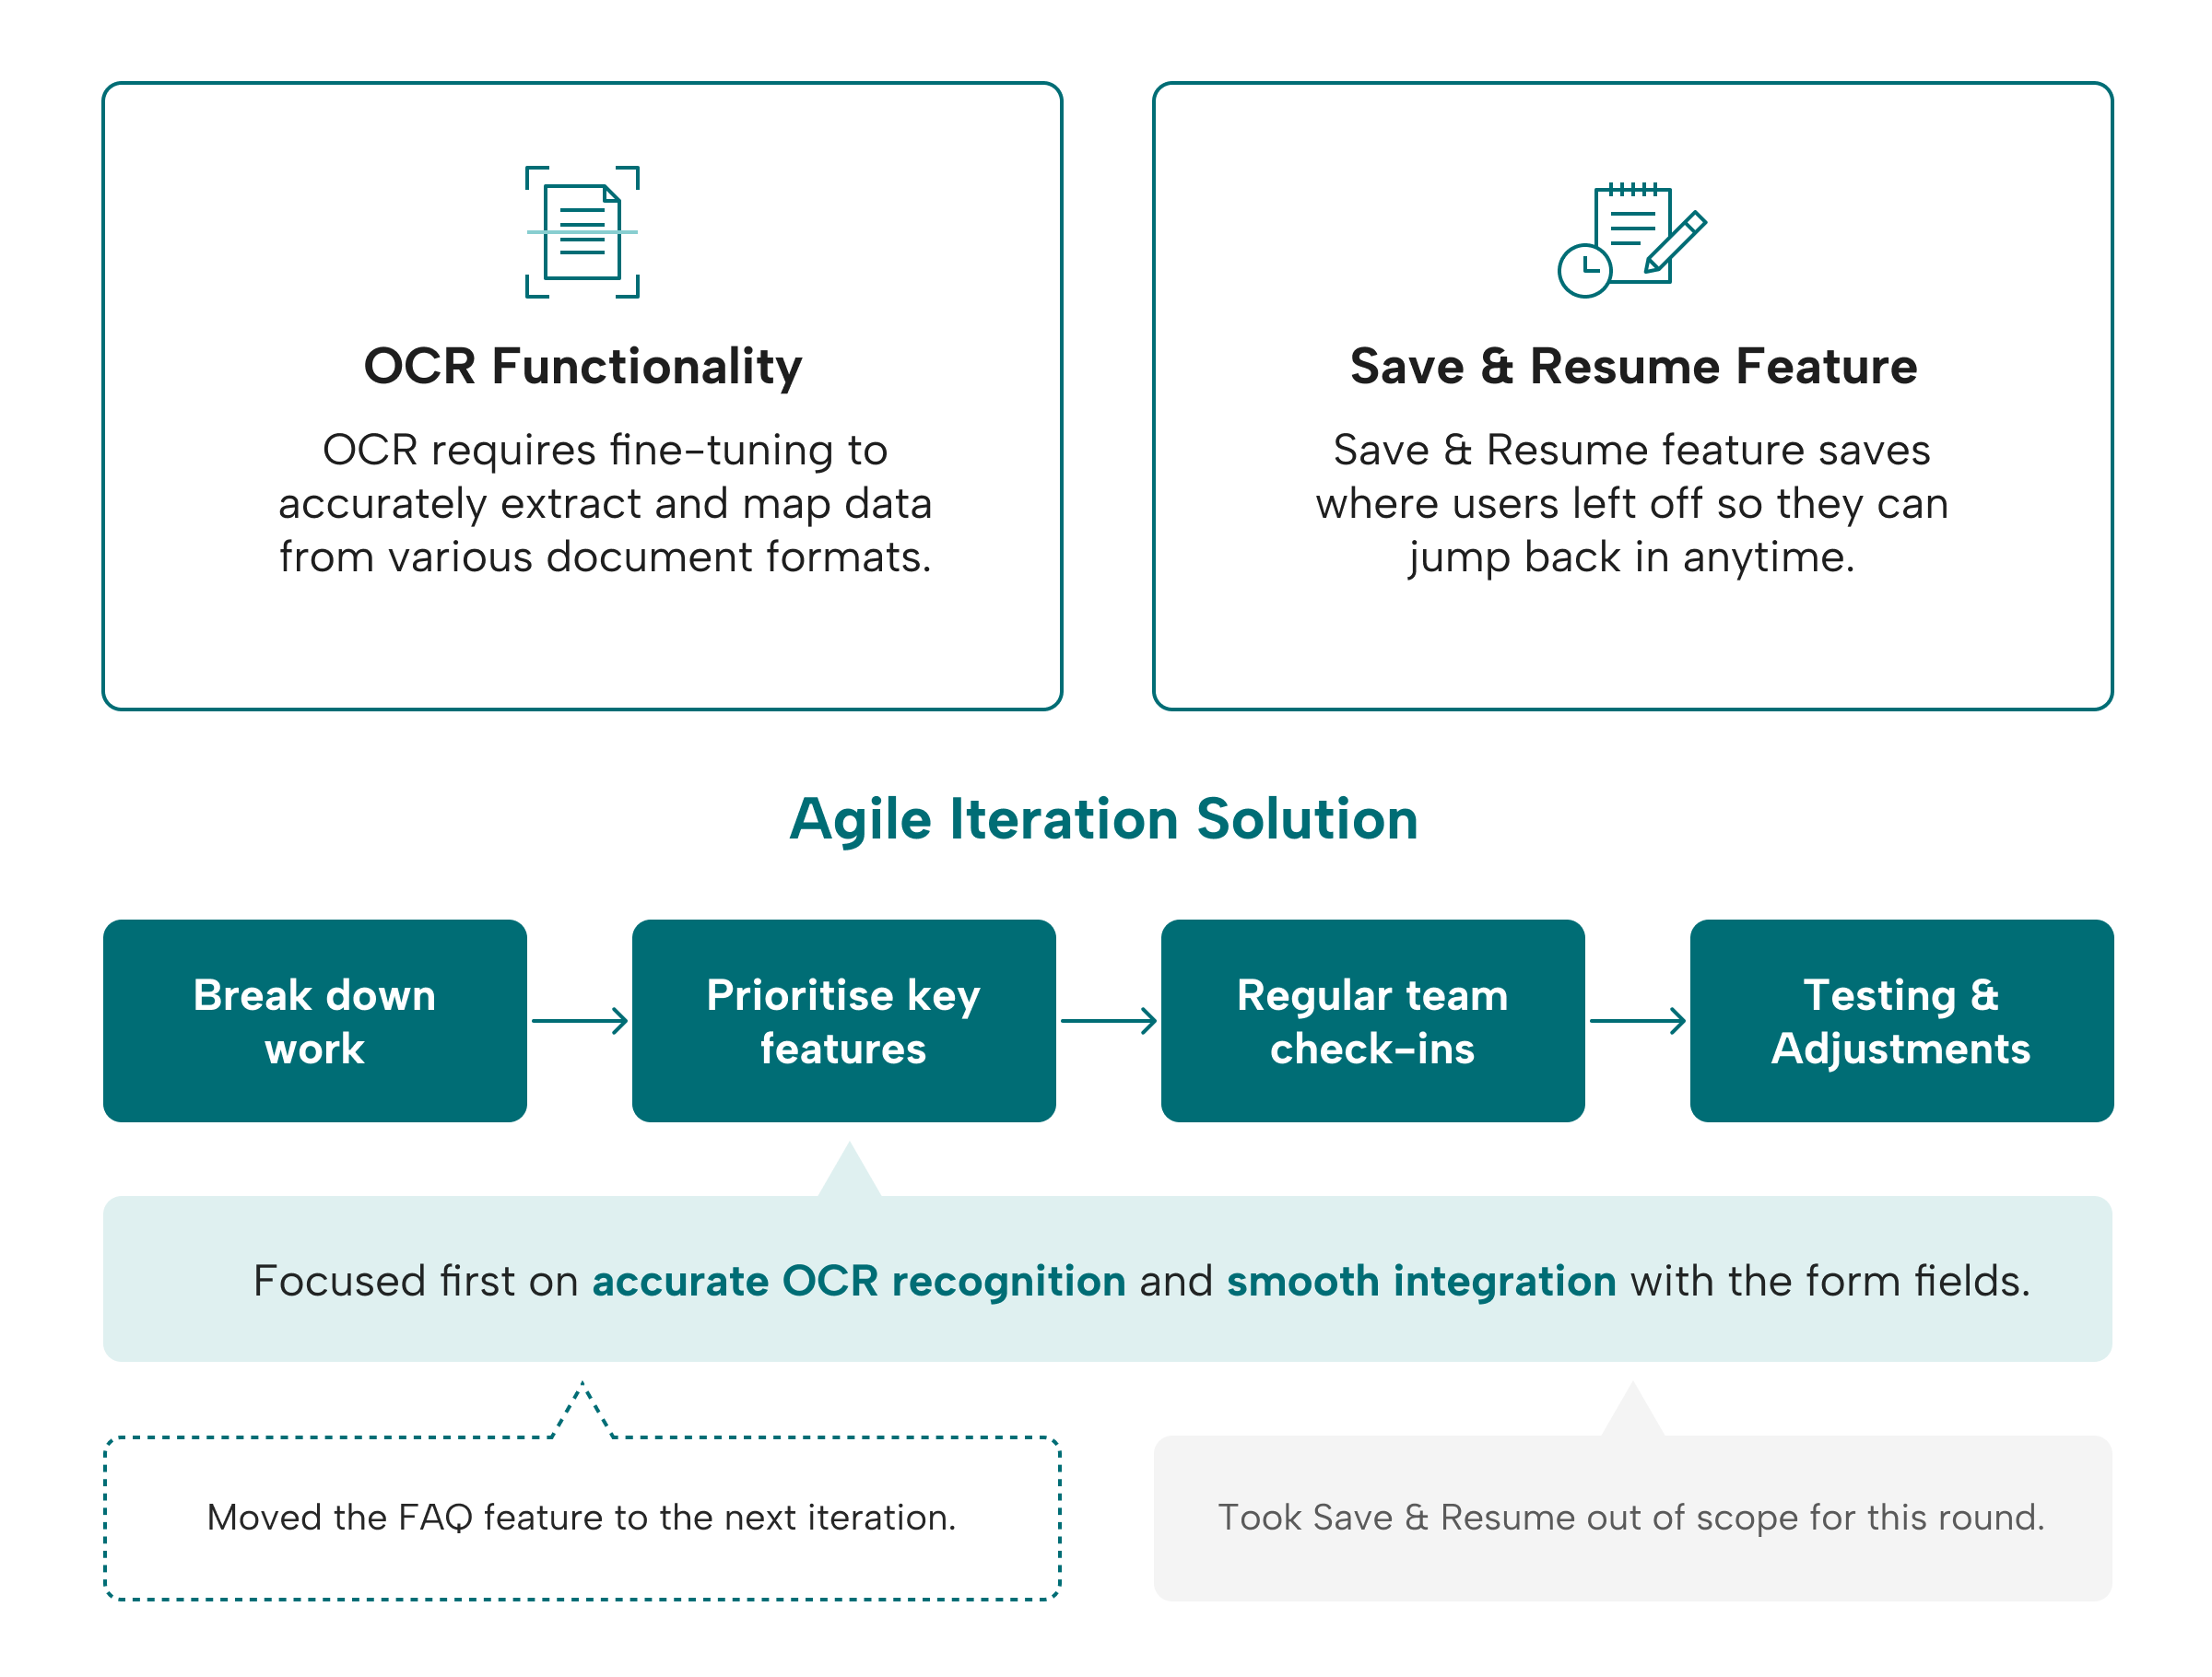 OCR Functionality
OCR requires fine-tuning to
accurately extract and map data
from various document formats.
Save & Resume Feature
Save & Resume feature saves
where users left off so they can
jump back in anytime.
Agile Iteration Solution
Break down
work
Prioritise key
features
Regular team
check-ins
Testing &
Adjustments
Focused first on accurate OCR recognition and smooth integration with the form fields.
Moved the FAQ feature to the next iteration.
Took Save & Resume out of scope for this round.